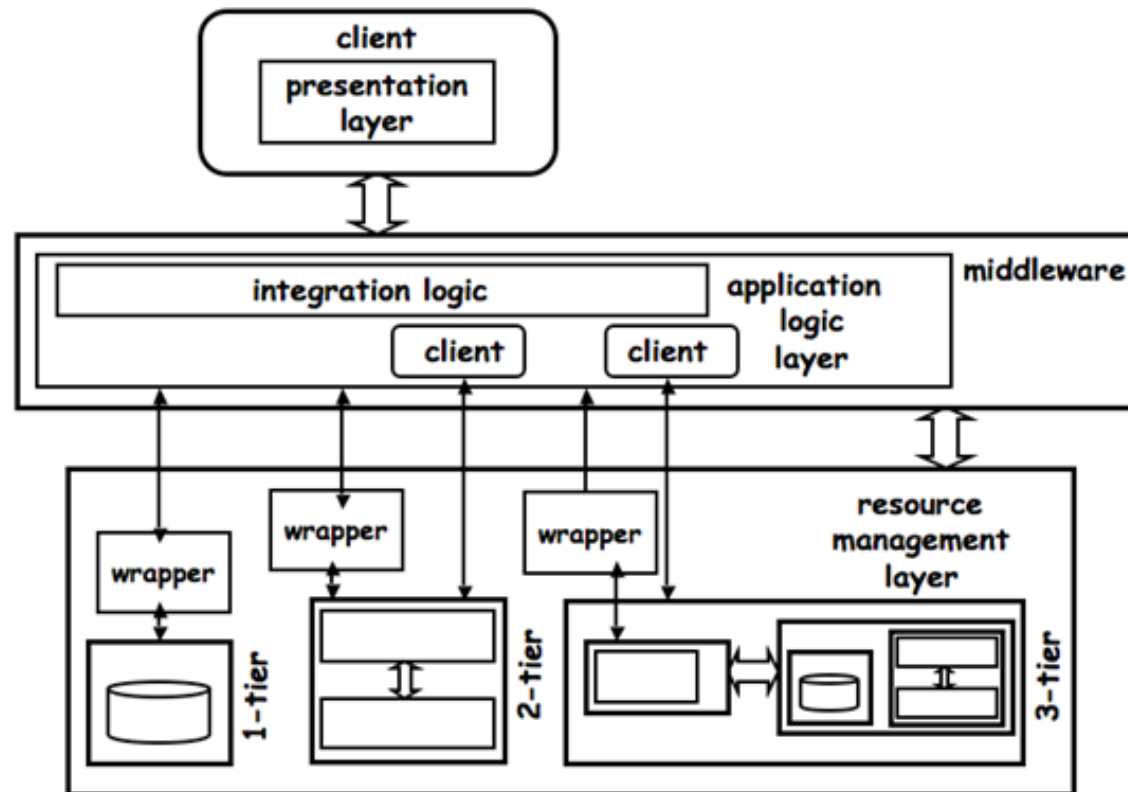 client
presentation
layer
middleware
integration logic
application
logic
layer
client
client
resource
management
layer
wrapper
wrapper
wrapper
1-tier
2-tier
3-tier